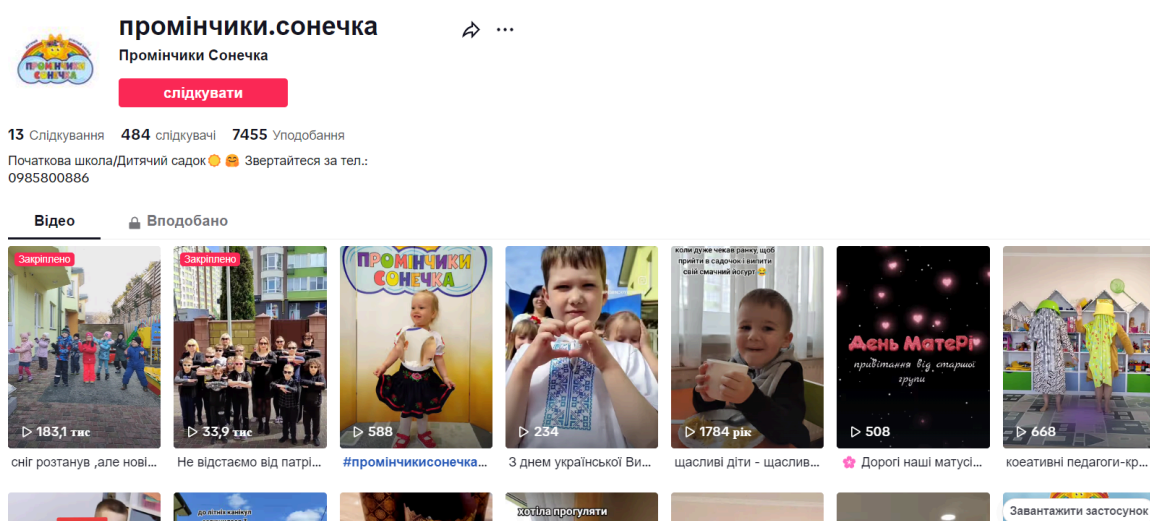 промінчики.сонечка
Промінчики Сонечка
слідкувати
13 Слідкування 484 слідкувачі 7455 Уподобання
Початкова школа/Дитячий садок🌞 🤗 Звертайтеся за тел.:
0985800886
Відео Вподобано
Закріплено
Закріплено
ПРОМІНЧИКИ
СОНЕЧКА
коли дуже чекав ранку, щоб
прийти в садочок і випити
свій смачний йогурт 😂
День Матері
привітання від старшої
групи
183,1 тис
33,9 тис
588
234
1784 рік
508
668
сніг розтанув ,але нові...
Не відстаємо від патрі...
#промінчикисонечка...
З днем української Ви...
щасливі діти - щаслив...
🌸 Дорогі наші матусі...
коеативні педагоги-кр...
до літніх канікул
хотіла прогуляти
Завантажити застосунок